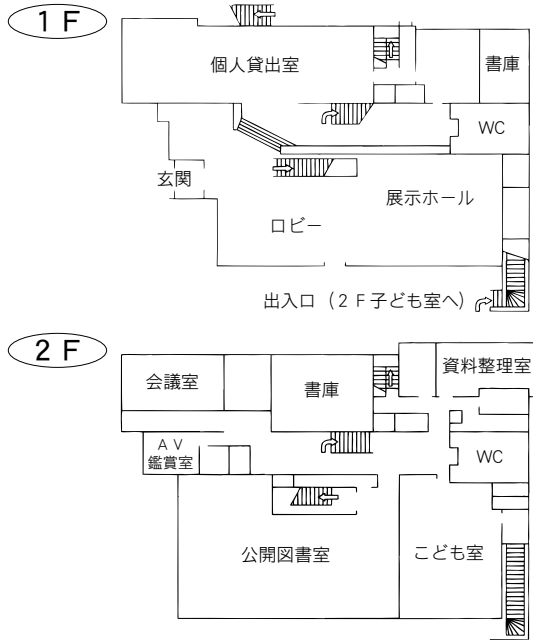 1F
個人貸出室
書庫
WC
玄関
展示ホール
ロビー
出入口（2F子ども室へ）
2F
会議室
書庫
資料整理室
AV
鑑賞室
WC
公開図書室
こども室